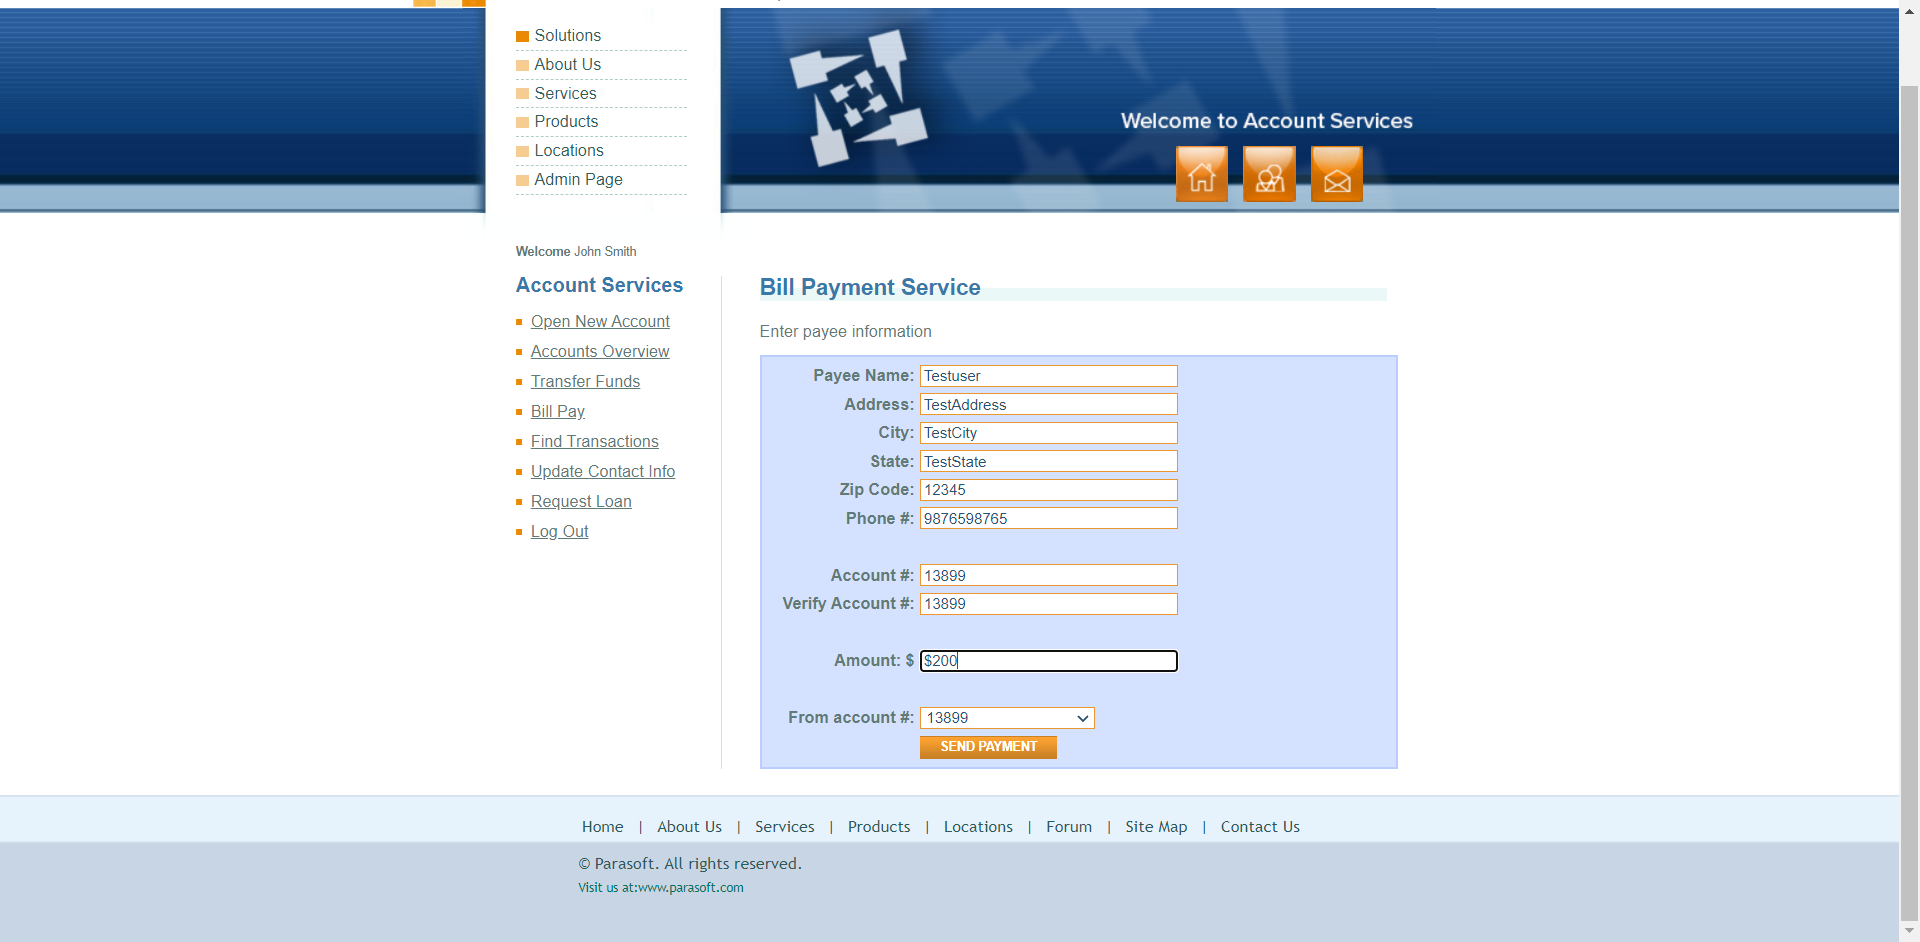 Solutions
About Us
Services
Products
Locations
Admin Page
Welcome to Account Services
Welcome John Smith
Account Services
Open New Account
Accounts Overview
Transfer Funds
Bill Pay
Find Transactions
Update Contact Info
Request Loan
Log Out
Bill Payment Service
Enter payee information
Payee Name: Testuser
Address: TestAddress
City: TestCity
State: TestState
Zip Code: 12345
Phone #: 9876598765
Account #: 13899
Verify Account #: 13899
Amount: $ $200
From account #: 13899
SEND PAYMENT
Home | About Us | Services | Products | Locations | Forum | Site Map | Contact Us
© Parasoft. All rights reserved.
Visit us at:www.parasoft.com